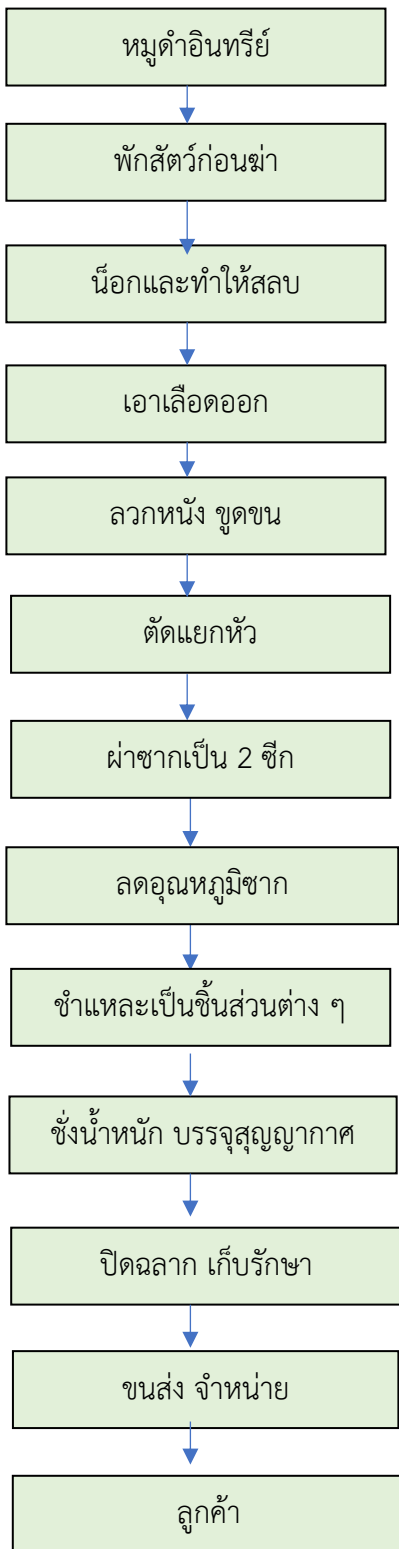 หมูดำอินทรีย์
พักสัตว์ก่อนฆ่า
น็อกและทำให้สลบ
เอาเลือดออก
ลวกหนัง ขูดขน
ตัดแยกหัว
ผ่าซากเป็น 2 ซีก
ลดอุณหภูมิซาก
ชำแหละเป็นชิ้นส่วนต่าง ๆ
ชั่งน้ำหนัก บรรจุสุญญากาศ
ปิดฉลาก เก็บรักษา
ขนส่ง จำหน่าย
ลูกค้า